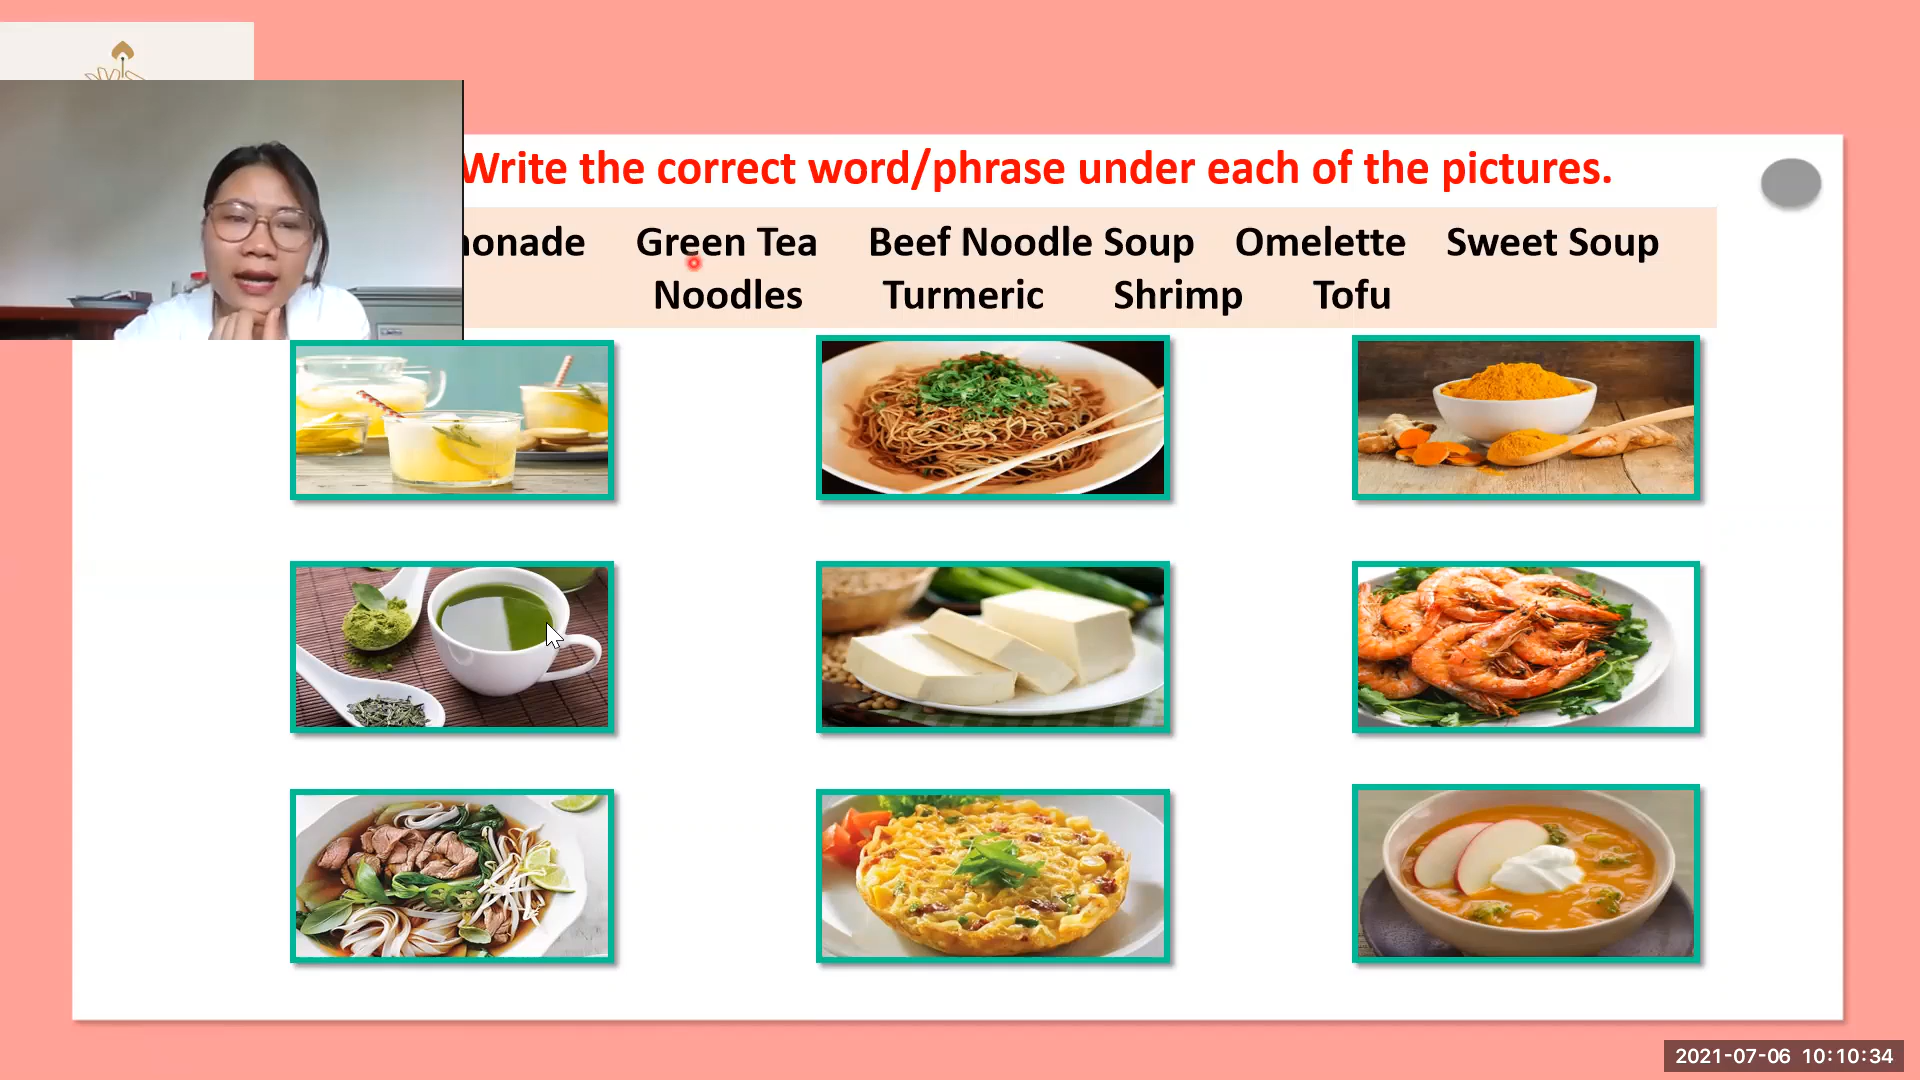 Write the correct word/phrase under each of the pictures.
Green Tea Beef Noodle Soup Omelette Sweet Soup
Noodles Turmeric Shrimp Tofu
2021-07-06 10:10:34